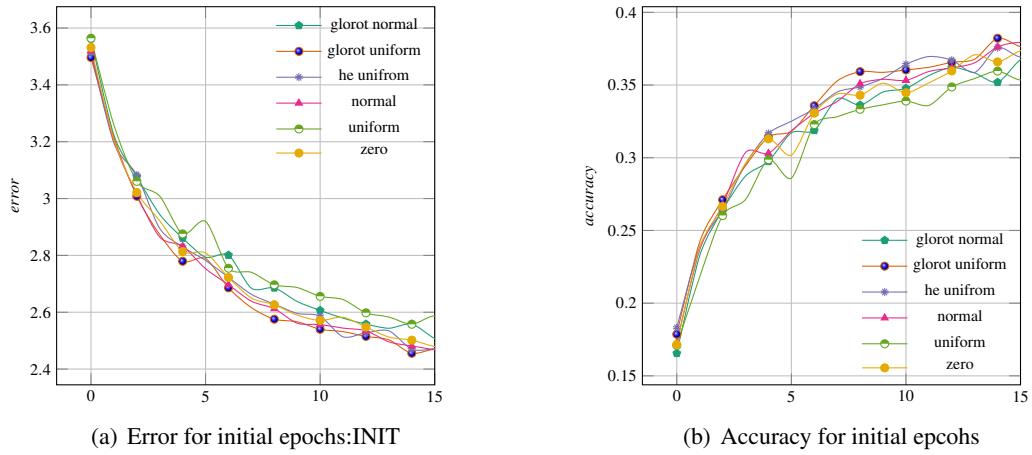 3.6
3.4
3.2
3
2.8
2.6
2.4
error
0
5
10
15
glorot normal
glorot uniform
he unifrom
normal
uniform
zero
(a) Error for initial epochs:INIT
0.4
0.35
0.3
0.25
0.2
0.15
accuracy
0
5
10
15
glorot normal
glorot uniform
he unifrom
normal
uniform
zero
(b) Accuracy for initial epcohs